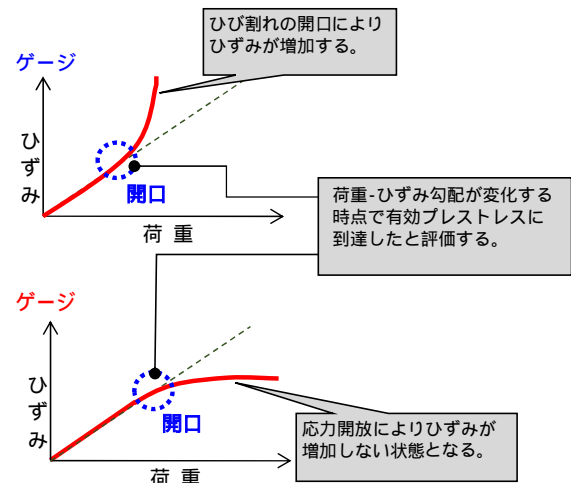 ひび割れの開口により
ひずみが増加する。
ゲージ
ひずみ
開口
荷 重
荷重-ひずみ勾配が変化する
時点で有効プレストレスに
到達したと評価する。
ゲージ
ひずみ
開口
応力開放によりひずみが
増加しない状態となる。
荷 重